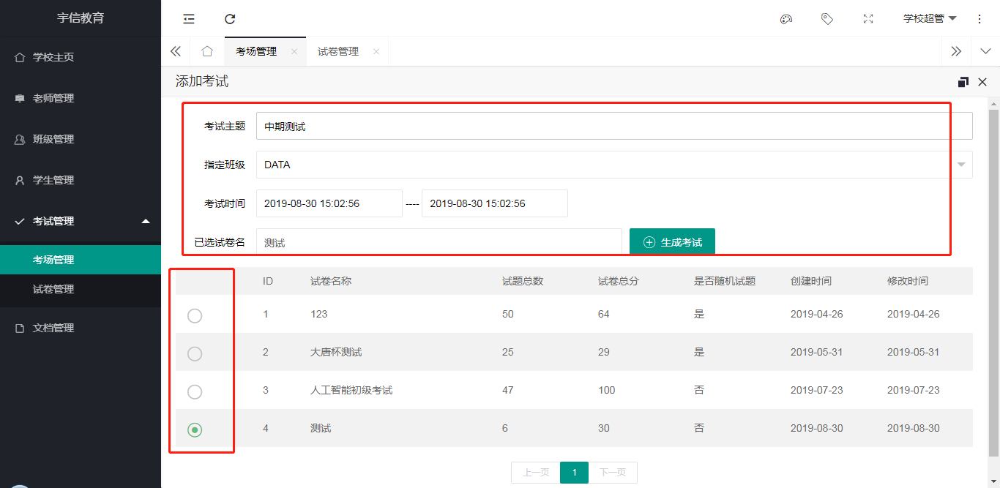 宇信教育
学校超管
学校主页
老师管理
班级管理
学生管理
考试管理
考场管理
试卷管理
文档管理
考场管理 试卷管理
添加考试
考试主题 中期测试
指定班级 DATA
考试时间 2019-08-30 15:02:56 ---- 2019-08-30 15:02:56
已选试卷名 测试 生成考试
ID 试卷名称 试题总数 试卷总分 是否随机试题 创建时间 修改时间
1 123 50 64 是 2019-04-26 2019-04-26
2 大唐杯测试 25 29 是 2019-05-31 2019-05-31
3 人工智能初级考试 47 100 否 2019-07-23 2019-07-23
4 测试 6 30 否 2019-08-30 2019-08-30
上一页 1 下一页